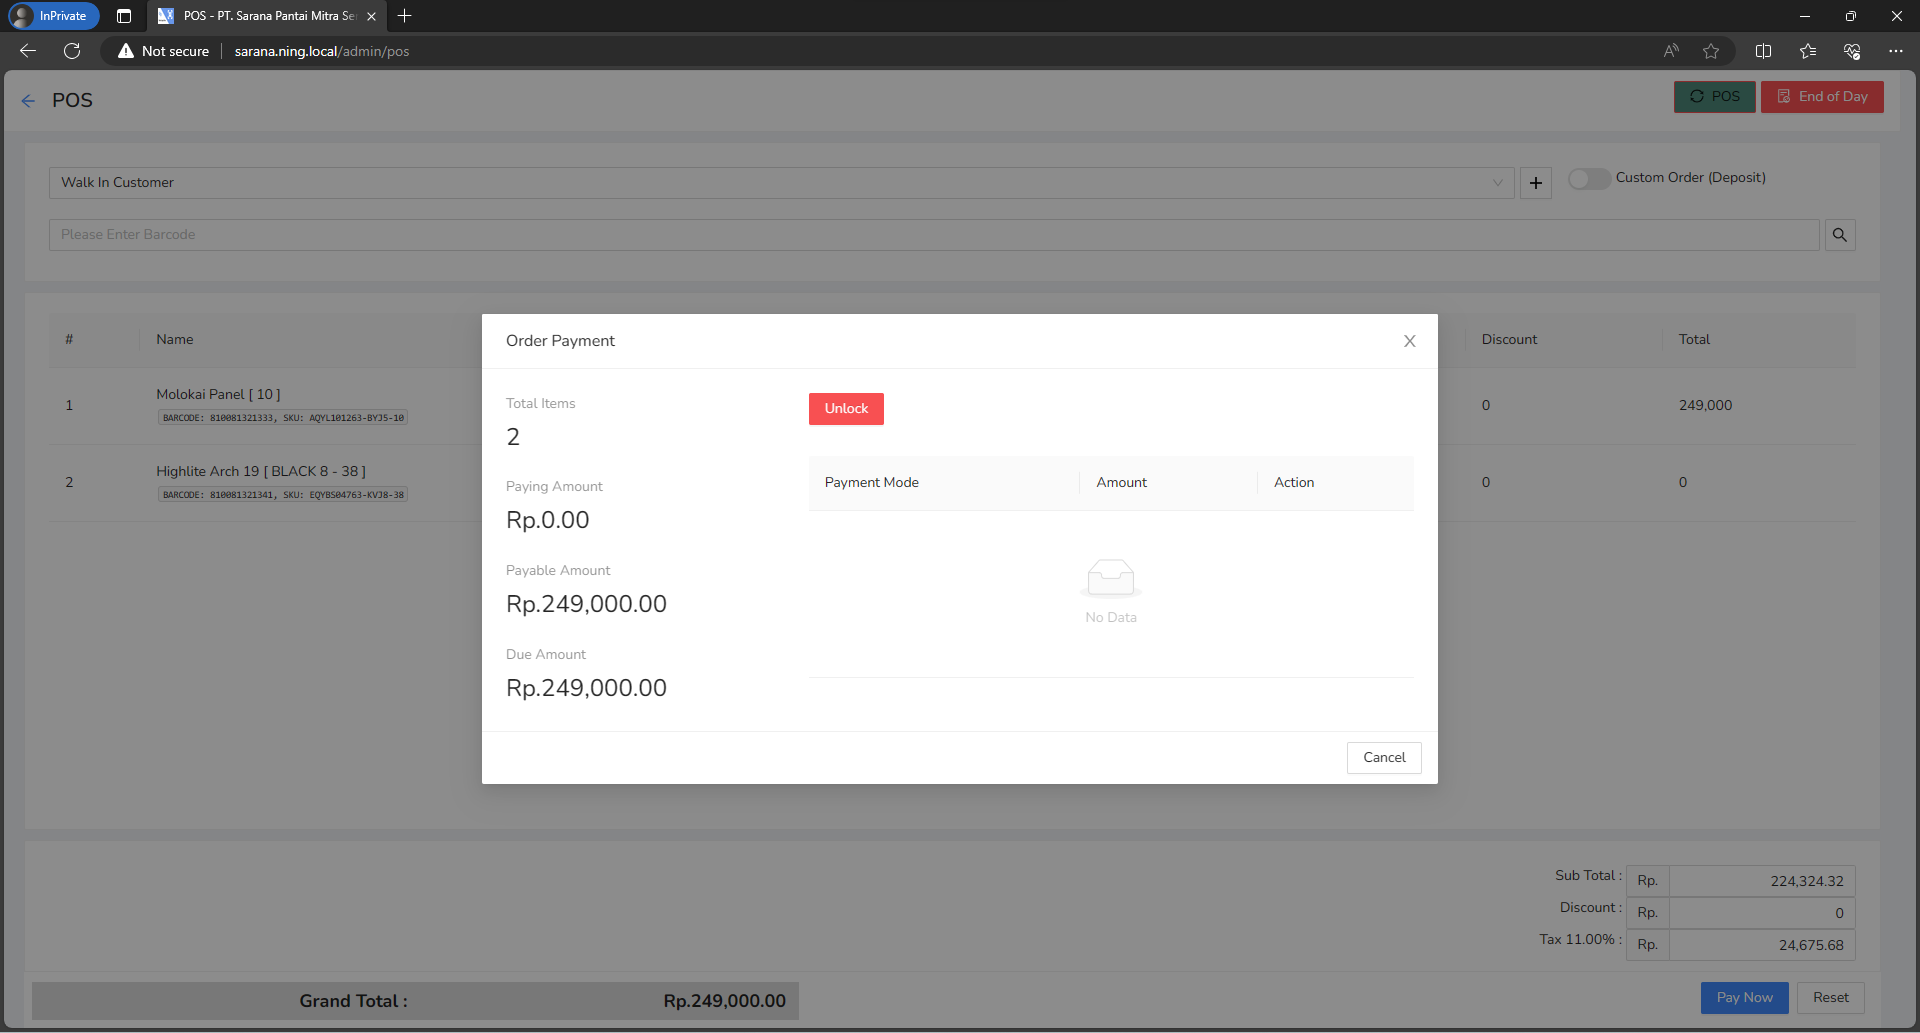 InPrivate
POS - PT. Sarana Pantai Mitra Se
Not secure
sarana.ning.local/admin/pos
POS
POS
End of Day
Walk In Customer
Custom Order (Deposit)
Please Enter Barcode
# Name Discount Total
1 Molokai Panel [ 10 ] 0 249,000
BARCODE: 810081321333, SKU: AQYL101263-BYJ5-10
2 Highlite Arch 19 [ BLACK 8 - 38 ] 0 0
BARCODE: 810081321341, SKU: EQYBS04763-KVJ8-38
Order Payment
Total Items
2
Paying Amount
Rp.0.00
Payable Amount
Rp.249,000.00
Due Amount
Rp.249,000.00
Unlock
Payment Mode Amount Action
No Data
Cancel
Sub Total : Rp. 224,324.32
Discount : Rp. 0
Tax 11.00% : Rp. 24,675.68
Grand Total : Rp.249,000.00
Pay Now
Reset